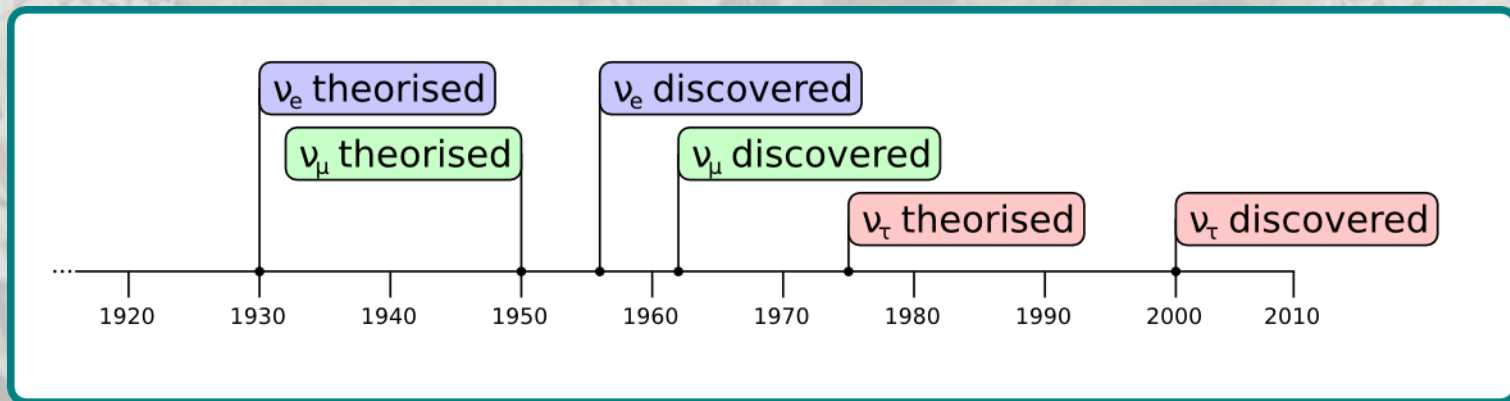 νe theorised
νe discovered
νμ theorised
νμ discovered
ντ theorised
ντ discovered
1920 1930 1940 1950 1960 1970 1980 1990 2000 2010